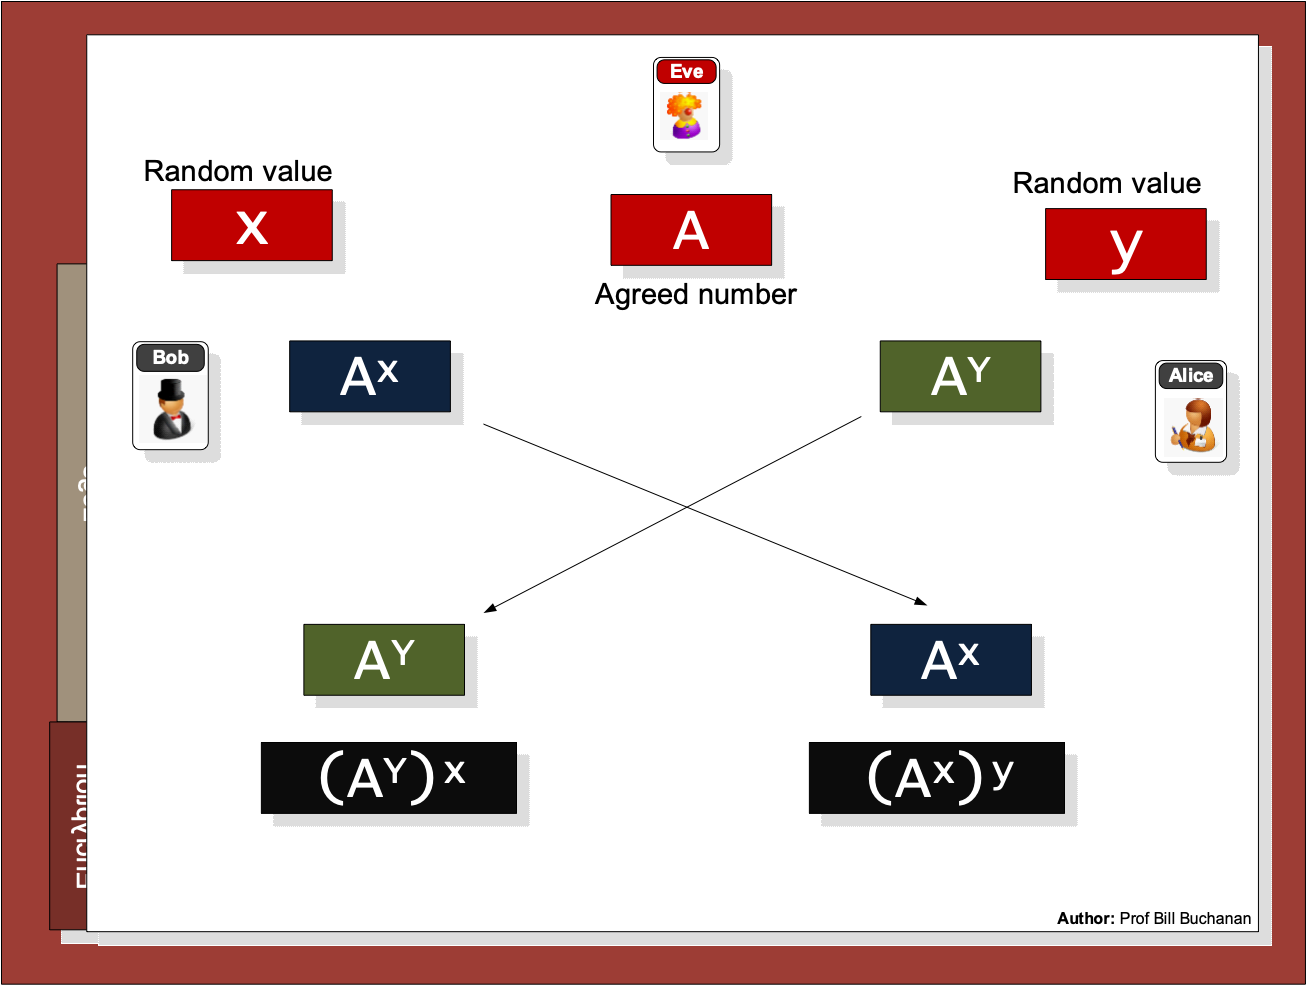 Eve
Random value
x
A
Random value
y
Agreed number
Bob
Aˣ
Aʸ
Alice
Aʸ
Aˣ
(Aʸ)ˣ
(Aˣ)ʸ
Author: Prof Bill Buchanan